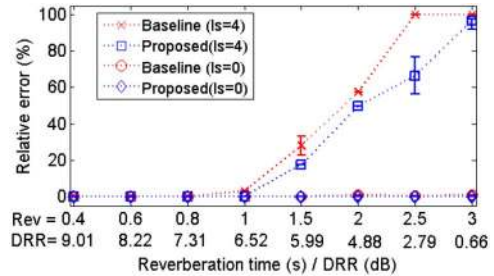 Relative error (%)
100
80
60
40
20
0
Baseline (ls=4)
Proposed(ls=4)
Baseline (ls=0)
Proposed(ls=0)
Rev = 0.4 0.6 0.8 1 1.5 2 2.5 3
DRR= 9.01 8.22 7.31 6.52 5.99 4.88 2.79 0.66
Reverberation time (s) / DRR (dB)